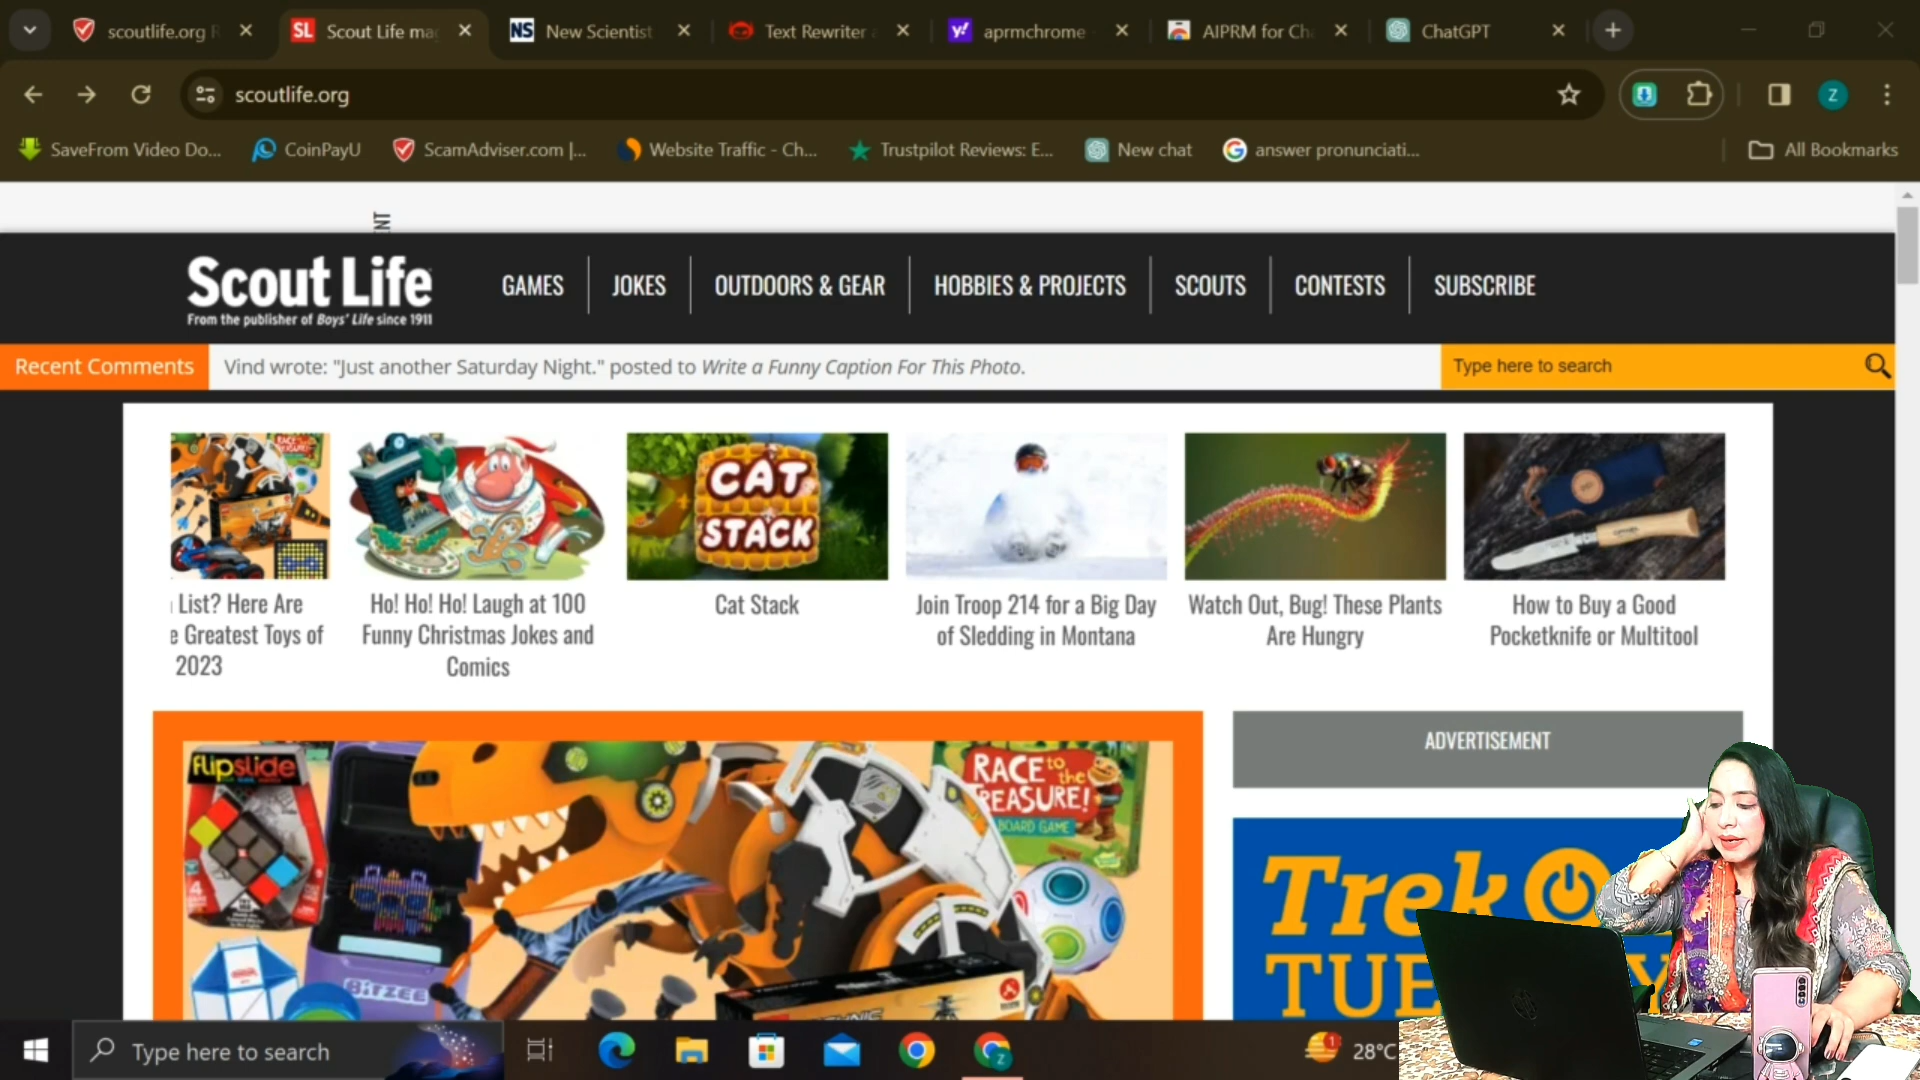 scoutlife.org R
Scout Life mag
New Scientist
Text Rewriter a
aprmchrome -
AIPRM for Ch
ChatGPT
scoutlife.org
Z
SaveFrom Video Do...
CoinPayU
ScamAdviser.com |...
Website Traffic - Ch...
Trustpilot Reviews: E...
New chat
answer pronunciati...
All Bookmarks
Scout Life
From the publisher of Boys' Life since 1911
GAMES
JOKES
OUTDOORS & GEAR
HOBBIES & PROJECTS
SCOUTS
CONTESTS
SUBSCRIBE
Recent Comments
Vind wrote: "Just another Saturday Night." posted to Write a Funny Caption For This Photo.
Type here to search
CAT
STACK
List? Here Are
e Greatest Toys of
2023
Ho! Ho! Ho! Laugh at 100
Funny Christmas Jokes and
Comics
Cat Stack
Join Troop 214 for a Big Day
of Sledding in Montana
Watch Out, Bug! These Plants
Are Hungry
How to Buy a Good
Pocketknife or Multitool
flipslide
RACE to the
TREASURE!
BOARD GAME
BITZEE
ADVERTISEMENT
Trek
TUE
Type here to search
28°C